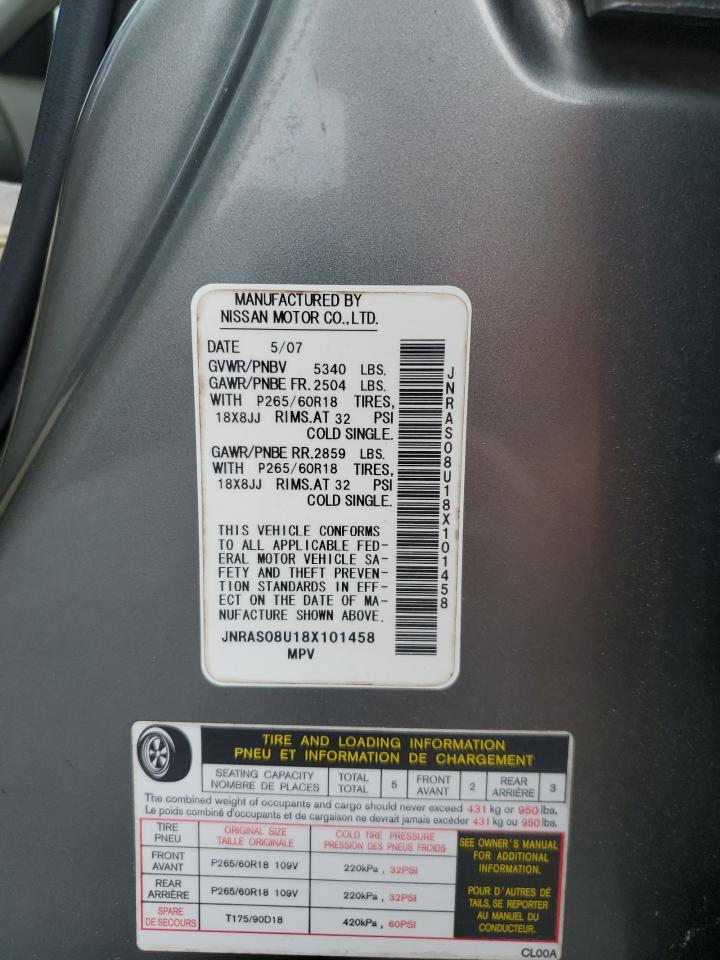 MANUFACTURED BY
NISSAN MOTOR CO.,LTD.
DATE 5/07
GVWR/PNBV 5340 LBS.
GAWR/PNBE FR. 2504 LBS.
WITH P265/60R18 TIRES,
18X8JJ RIMS. AT 32 PSI
COLD SINGLE.
GAWR/PNBE RR. 2859 LBS.
WITH P265/60R18 TIRES,
18X8JJ RIMS. AT 32 PSI
COLD SINGLE.
THIS VEHICLE CONFORMS
TO ALL APPLICABLE FED-
ERAL MOTOR VEHICLE SA-
FETY AND THEFT PREVEN-
TION STANDARDS IN EFF-
ECT ON THE DATE OF MA-
NUFACTURE SHOWN ABOVE.
JNRAS08U18X101458
MPV
JNRAS08U18X101458
TIRE AND LOADING INFORMATION
PNEU ET INFORMATION DE CHARGEMENT
SEATING CAPACITY TOTAL 5 FRONT 2 REAR 3
NOMBRE DE PLACES TOTAL AVANT ARRIÈRE
The combined weight of occupants and cargo should never exceed 431 kg or 950 lbs.
Le poids combiné d'occupants et de cargaison ne devrait jamais excéder 431 kg ou 950 lbs.
TIRE ORIGINAL SIZE COLD TIRE PRESSURE
PNEU TAILLE ORIGINALE PRESSION DES PNEUS FROIDS
FRONT
AVANT P265/60R18 109V 220kPa , 32PSI
REAR
ARRIÈRE P265/60R18 109V 220kPa , 32PSI
SPARE
DE SECOURS T175/90D18 420kPa , 60PSI
SEE OWNER'S MANUAL
FOR ADDITIONAL
INFORMATION.
POUR D'AUTRES DÉ
TAILS, SE REPORTER
AU MANUEL DU
CONDUCTEUR.
CL00A